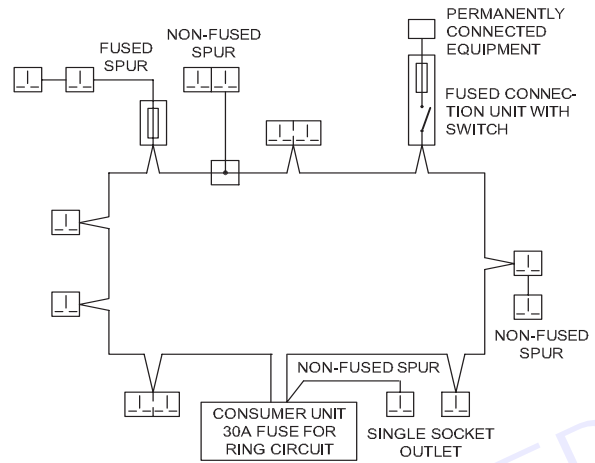 PERMANENTLY
CONNECTED
EQUIPMENT
NON-FUSED
SPUR
FUSED
SPUR
FUSED CONNEC-
TION UNIT WITH
SWITCH
NON-FUSED
SPUR
NON-FUSED SPUR
CONSUMER UNIT
30A FUSE FOR
RING CIRCUIT
SINGLE SOCKET
OUTLET